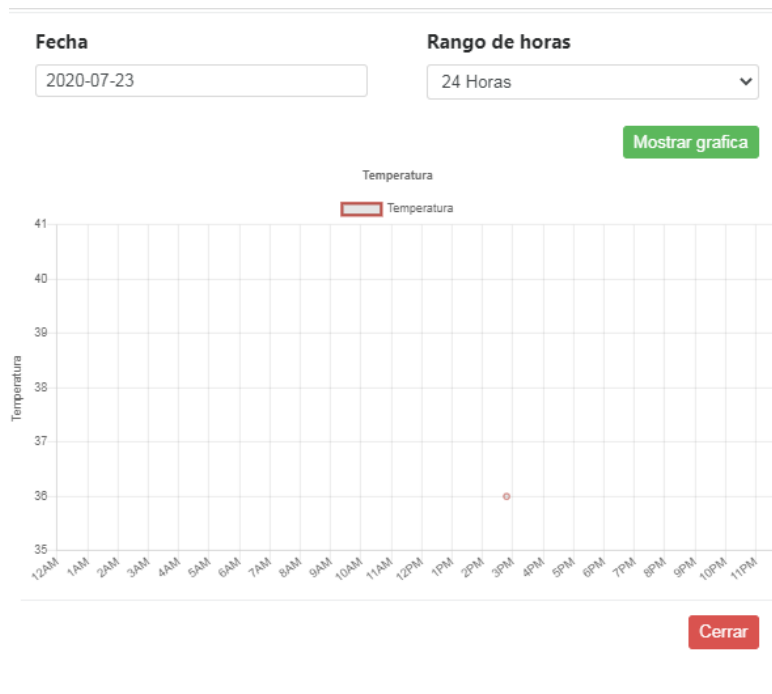 Fecha
Rango de horas
2020-07-23
24 Horas
Mostrar grafica
Temperatura
Temperatura
41
40
39
38
37
36
35
Temperatura
12AM 1AM 2AM 3AM 4AM 5AM 6AM 7AM 8AM 9AM 10AM 11AM 12PM 1PM 2PM 3PM 4PM 5PM 6PM 7PM 8PM 9PM 10PM 11PM
Cerrar